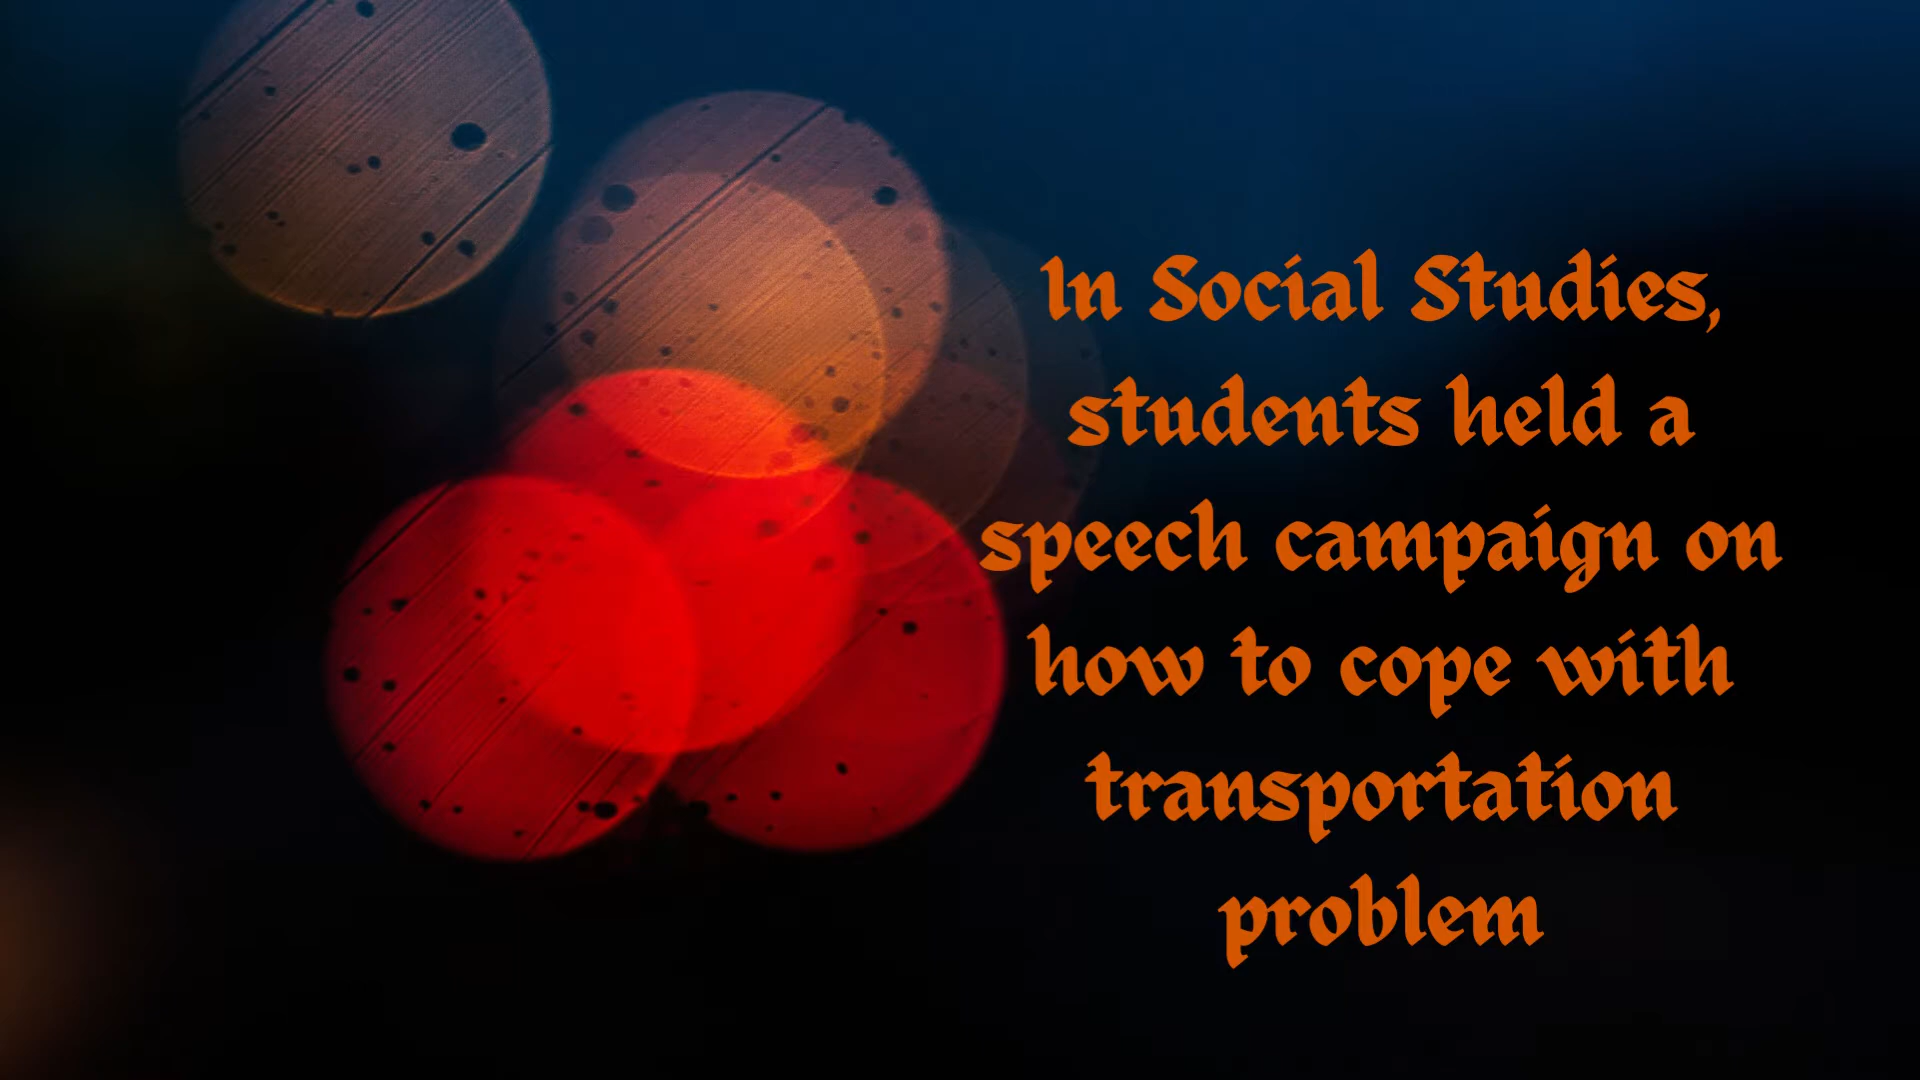 In Social Studies,
students held a
speech campaign on
how to cope with
transportation
problem